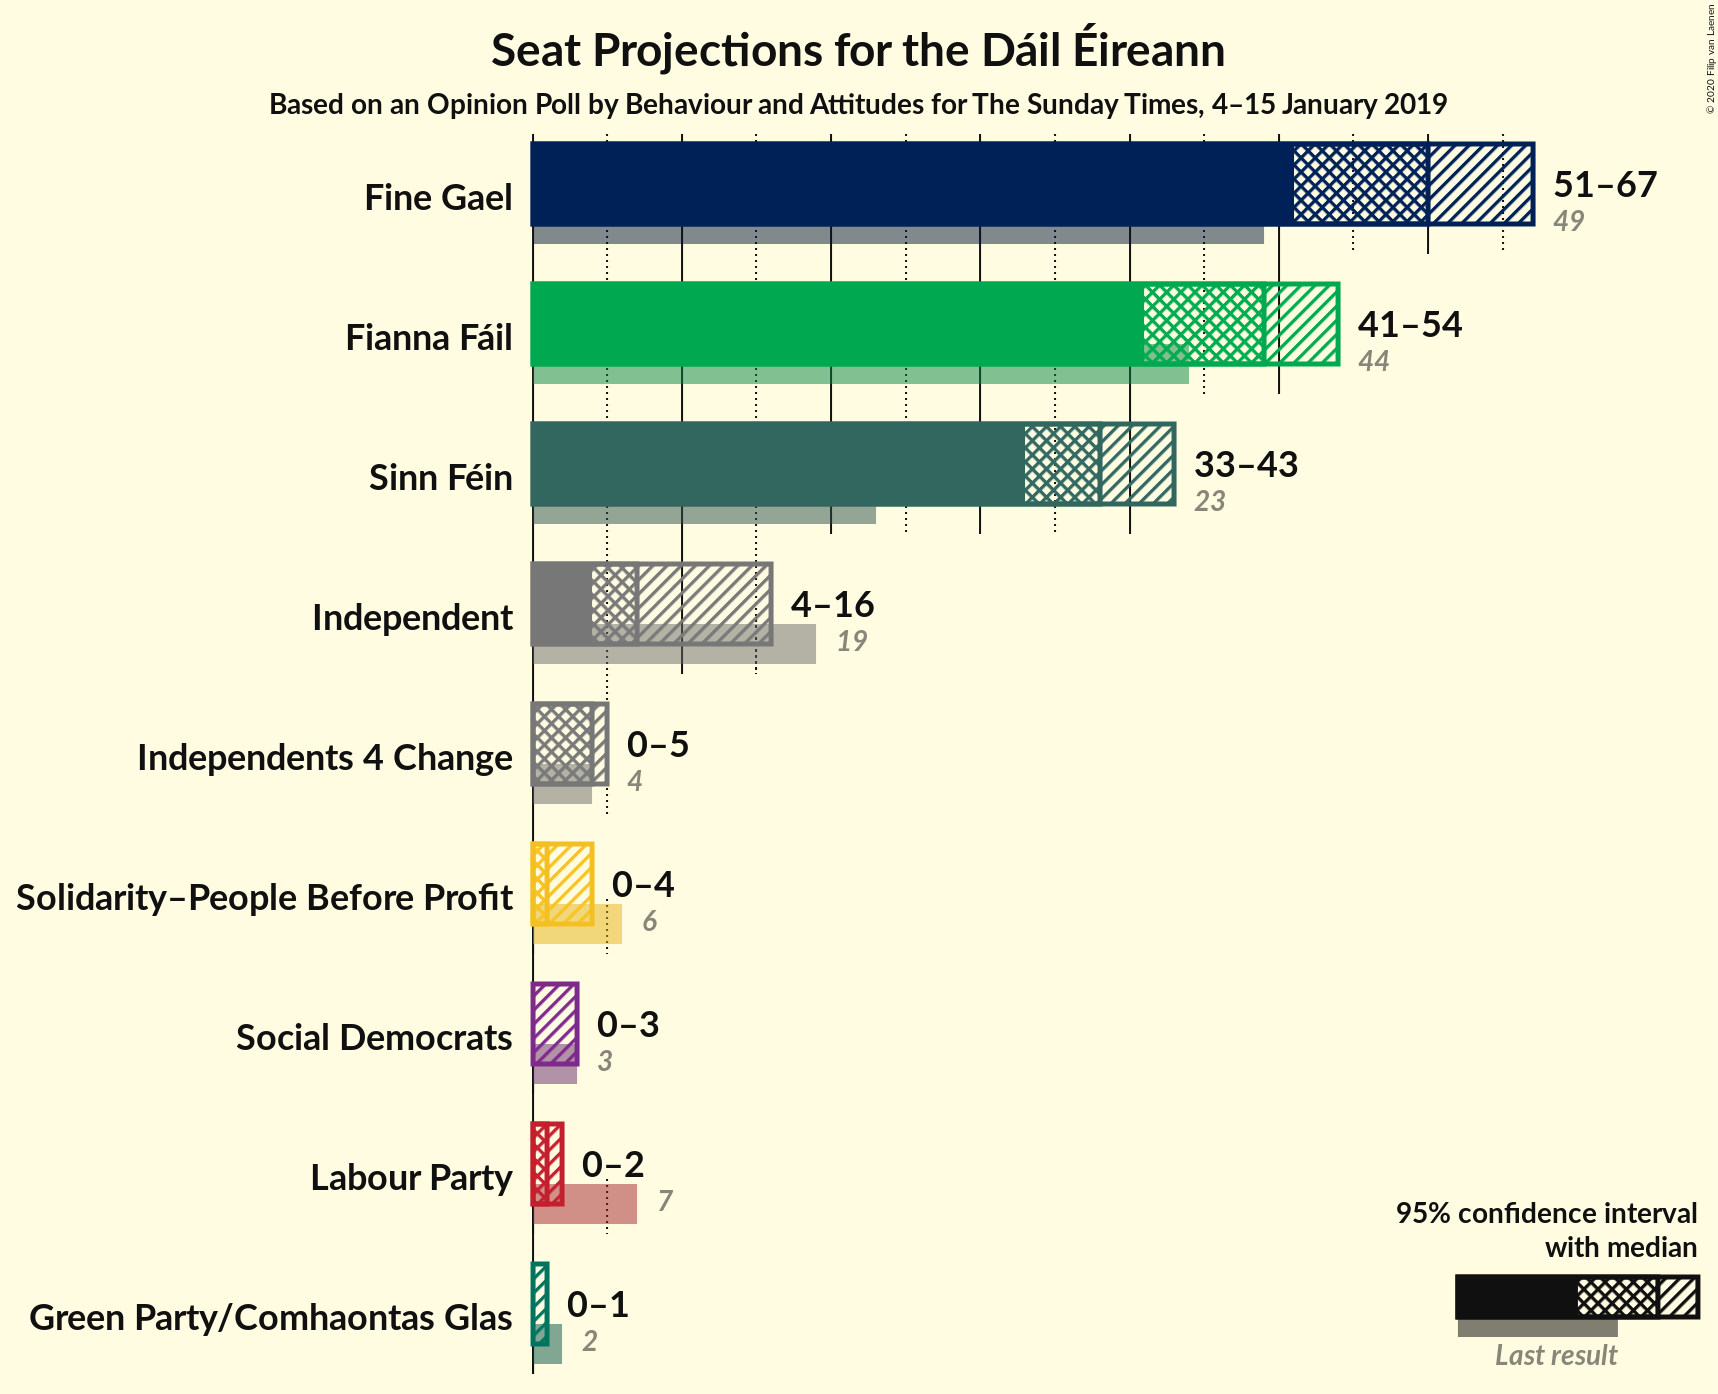 Seat Projections for the Dáil Éireann
Based on an Opinion Poll by Behaviour and Attitudes for The Sunday Times, 4–15 January 2019
© 2020 Filip van Laenen
Fine Gael
51–67
49
Fianna Fáil
41–54
44
Sinn Féin
33–43
23
Independent
4–16
19
Independents 4 Change
0–5
4
Solidarity–People Before Profit
0–4
6
Social Democrats
0–3
3
Labour Party
0–2
7
Green Party/Comhaontas Glas
0–1
2
95% confidence interval
with median
Last result